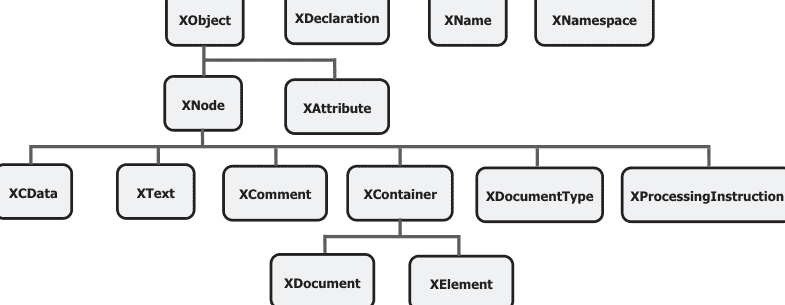 XObject XDeclaration XName XNamespace
XNode XAttribute
XCData XText XComment XContainer XDocumentType XProcessingInstruction
XDocument XElement